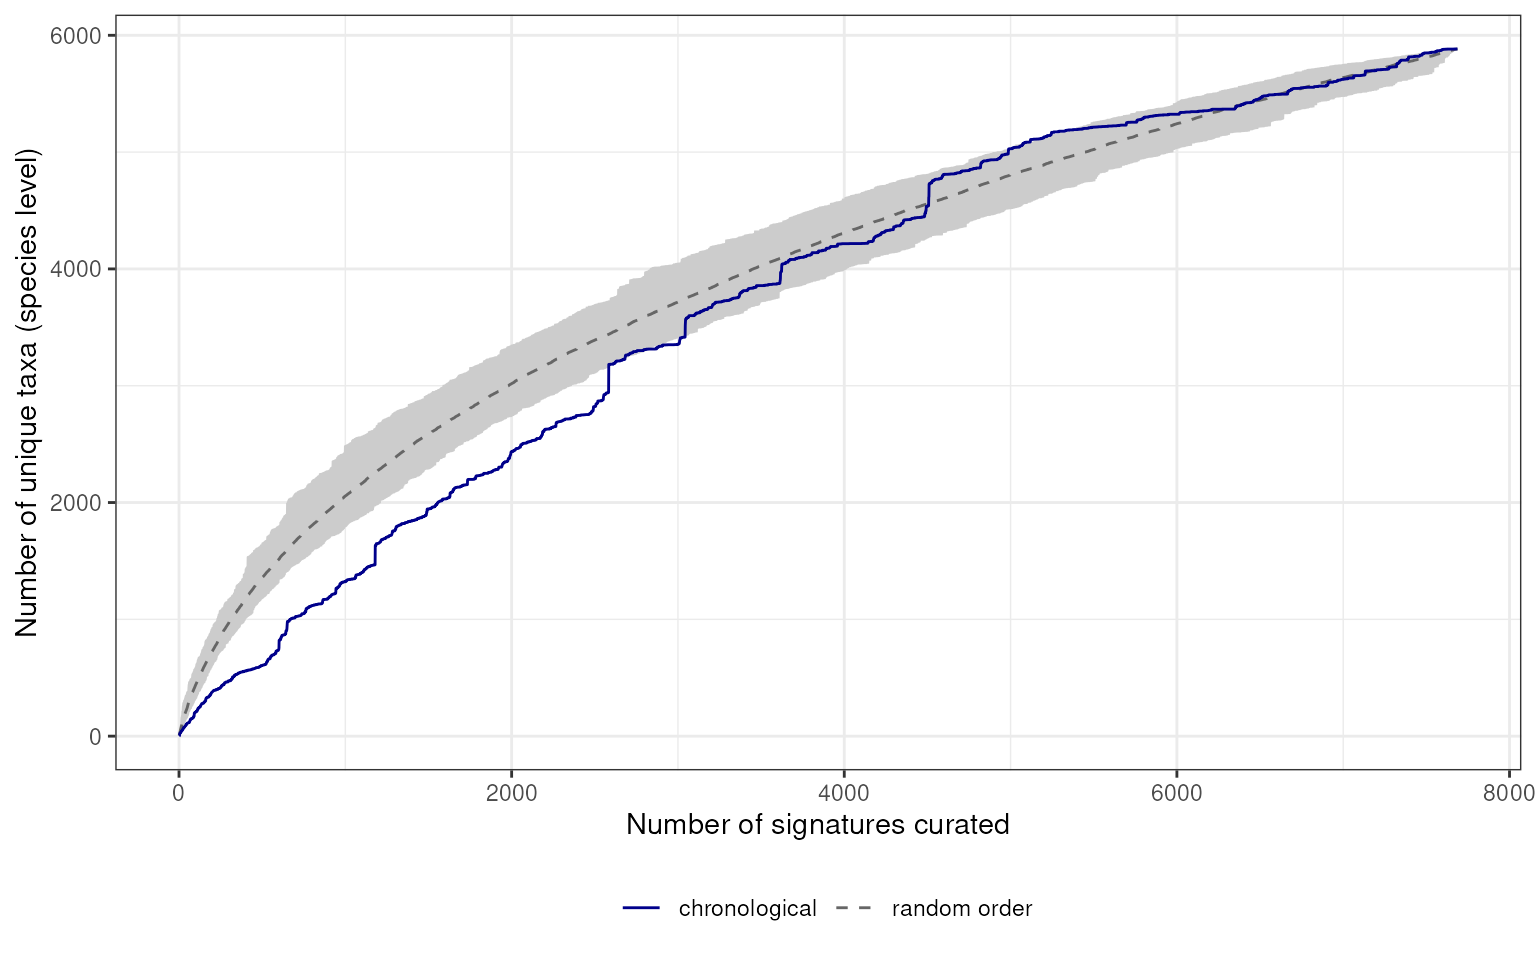 Number of unique taxa (species level)
6000
4000
2000
0
0 2000 4000 6000 8000
Number of signatures curated
chronological random order